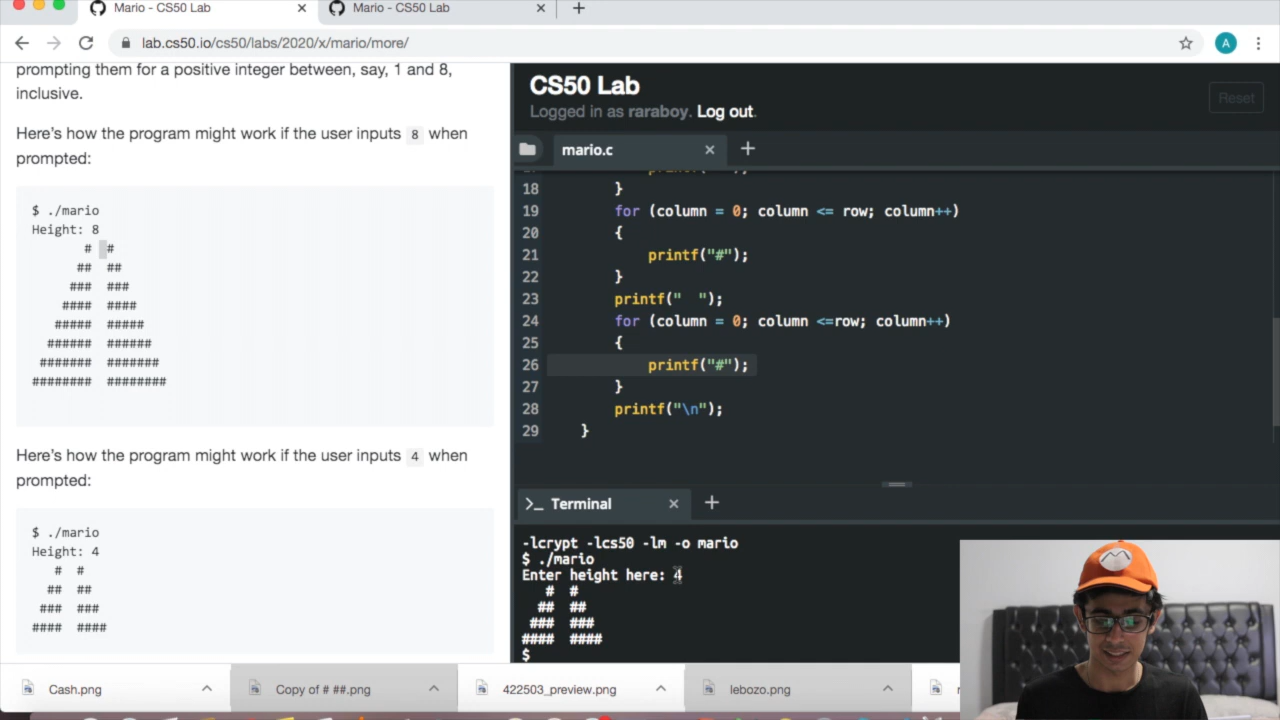 Mario - CS50 Lab
Mario - CS50 Lab
lab.cs50.io/cs50/labs/2020/x/mario/more/
A
prompting them for a positive integer between, say, 1 and 8,
inclusive.
Here's how the program might work if the user inputs 8 when
prompted:
$ ./mario
Height: 8
       #  #
      ##  ##
     ###  ###
    ####  ####
   #####  #####
  ######  ######
 #######  #######
########  ########
Here's how the program might work if the user inputs 4 when
prompted:
$ ./mario
Height: 4
   #  #
  ##  ##
 ###  ###
####  ####
CS50 Lab
Logged in as raraboy. Log out.
Reset
mario.c
18 }
19 for (column = 0; column <= row; column++)
20 {
21 printf("#");
22 }
23 printf("  ");
24 for (column = 0; column <=row; column++)
25 {
26 printf("#");
27 }
28 printf("\n");
29 }
>_ Terminal
-lcrypt -lcs50 -lm -o mario
$ ./mario
Enter height here: 4
   #  #
  ##  ##
 ###  ###
####  ####
$
Cash.png
Copy of # ##.png
422503_preview.png
lebozo.png